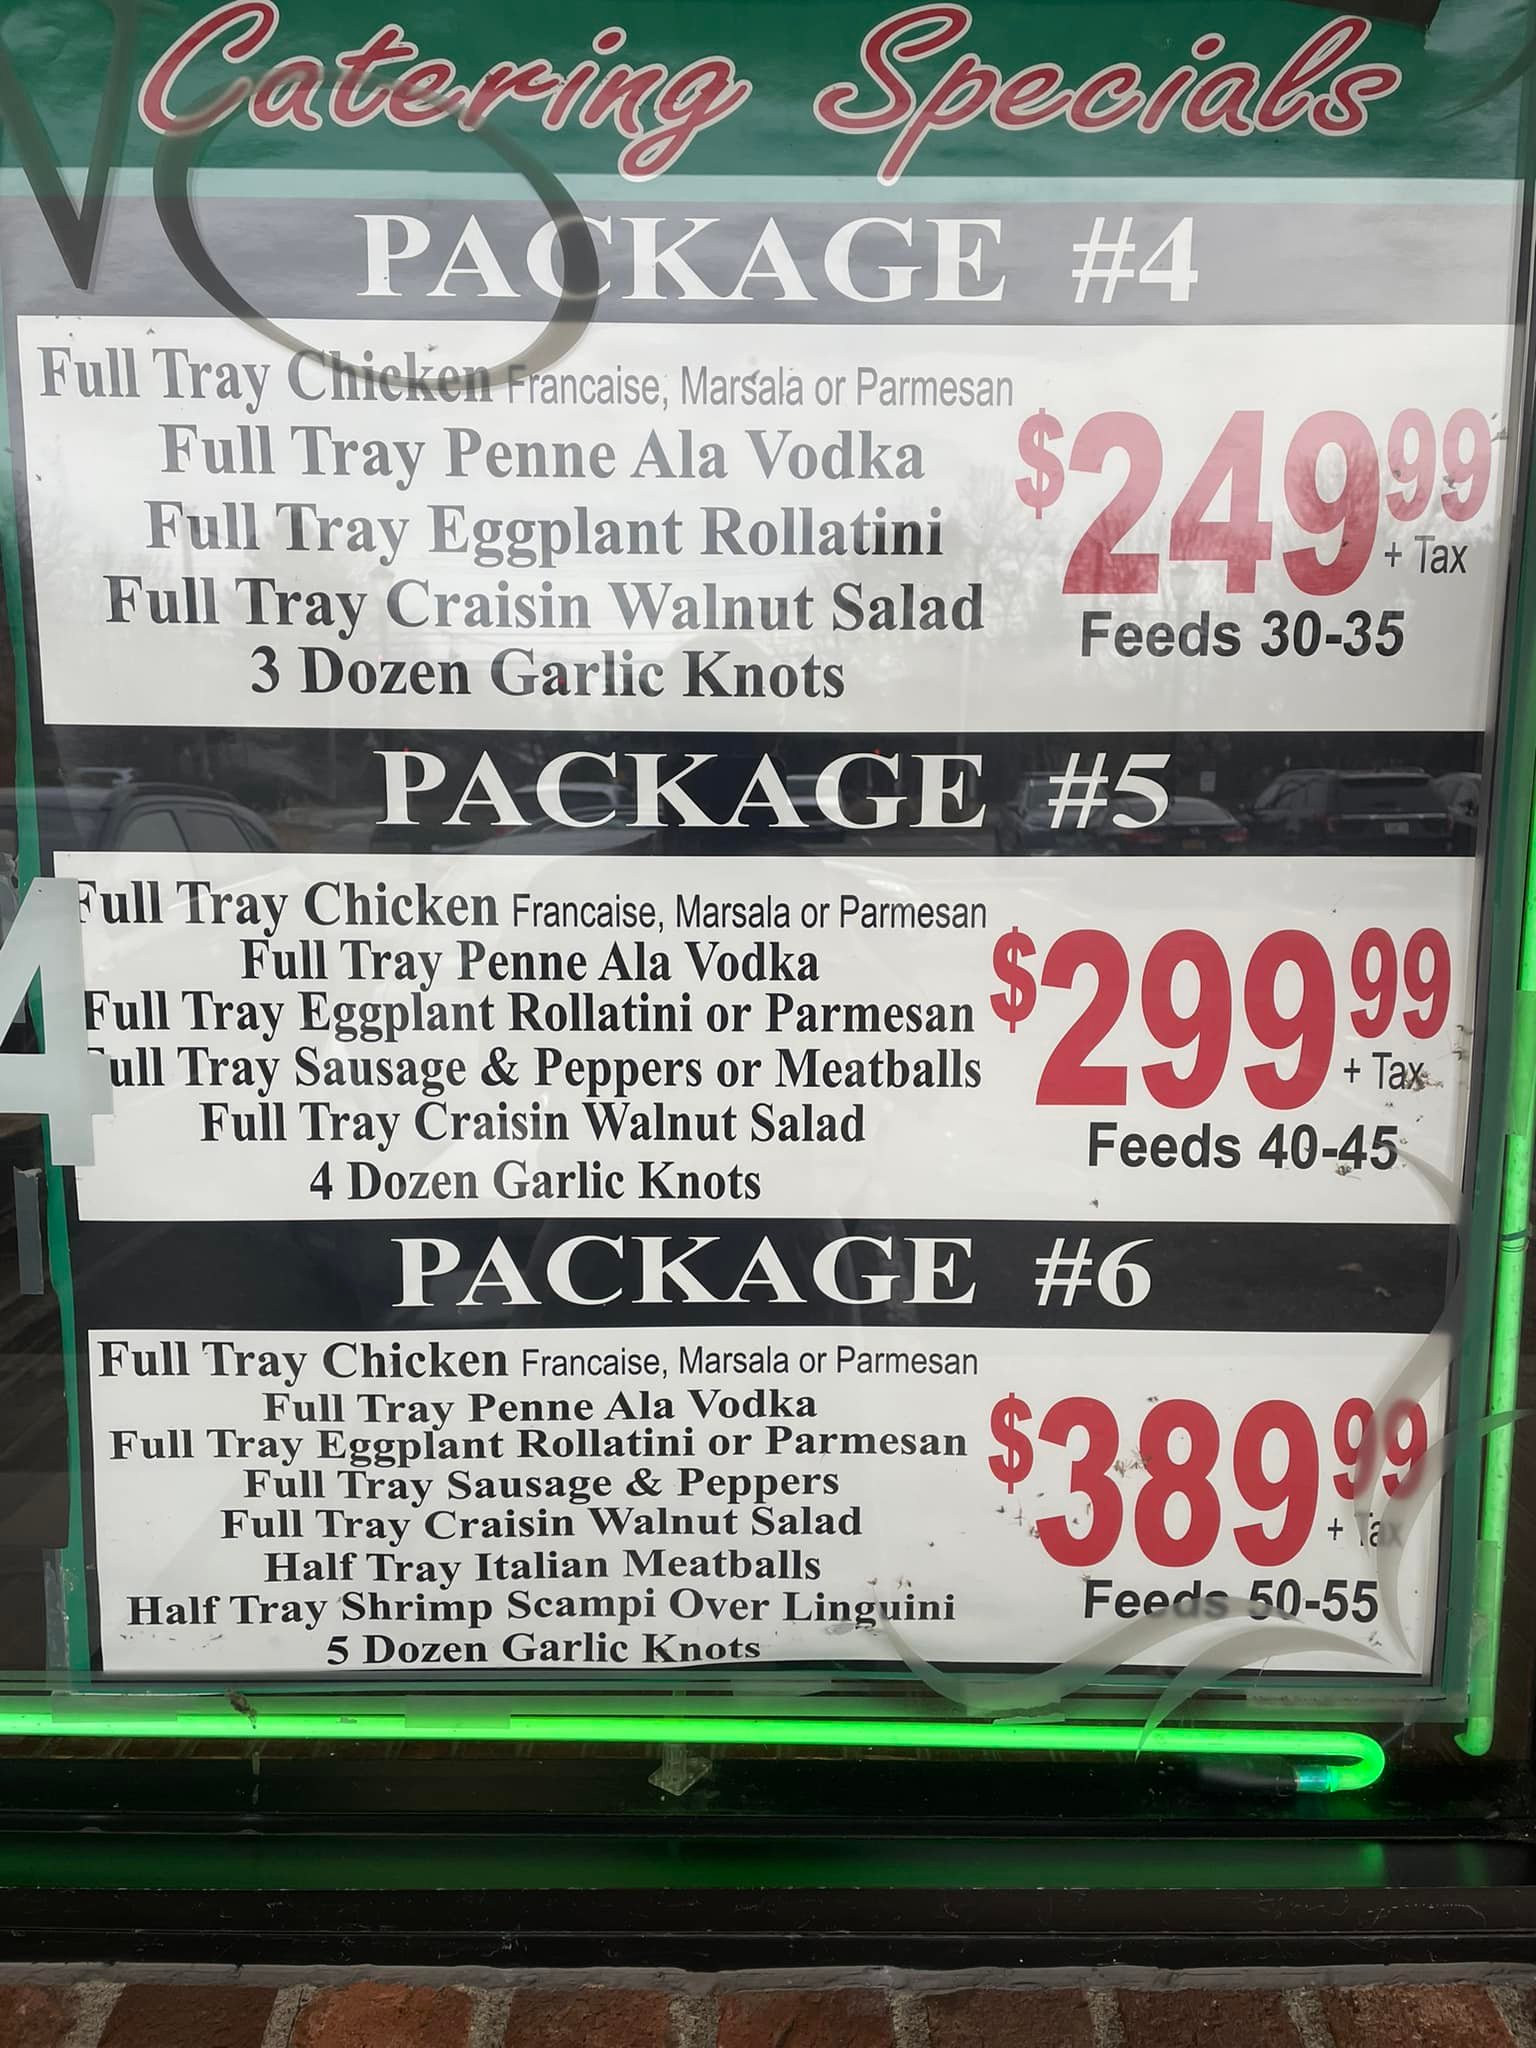 Catering Specials
PACKAGE #4
Full Tray Chicken Francaise, Marsala or Parmesan
Full Tray Penne Ala Vodka
Full Tray Eggplant Rollatini
Full Tray Craisin Walnut Salad
3 Dozen Garlic Knots
$249.99
+ Tax
Feeds 30-35
PACKAGE #5
Full Tray Chicken Francaise, Marsala or Parmesan
Full Tray Penne Ala Vodka
Full Tray Eggplant Rollatini or Parmesan
Full Tray Sausage & Peppers or Meatballs
Full Tray Craisin Walnut Salad
4 Dozen Garlic Knots
$299.99
+ Tax
Feeds 40-45
PACKAGE #6
Full Tray Chicken Francaise, Marsala or Parmesan
Full Tray Penne Ala Vodka
Full Tray Eggplant Rollatini or Parmesan
Full Tray Sausage & Peppers
Full Tray Craisin Walnut Salad
Half Tray Italian Meatballs
Half Tray Shrimp Scampi Over Linguini
5 Dozen Garlic Knots
$389.99
+ Tax
Feeds 50-55
4